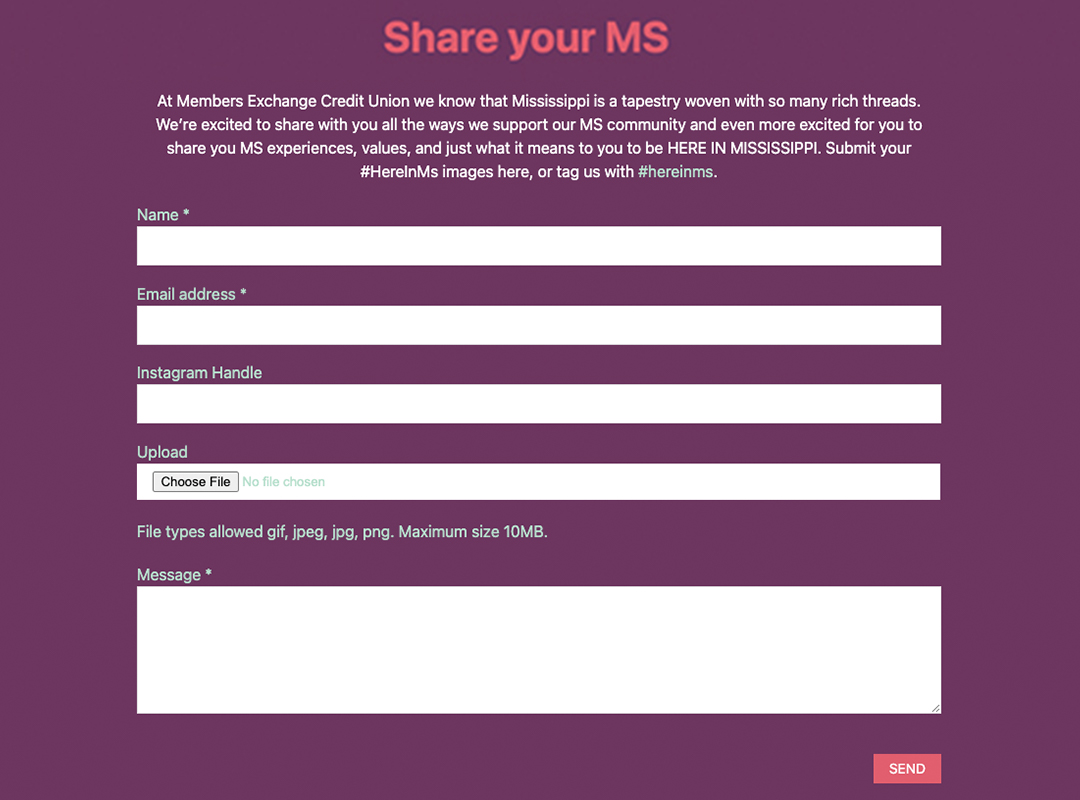 Share your MS
At Members Exchange Credit Union we know that Mississippi is a tapestry woven with so many rich threads.
We’re excited to share with you all the ways we support our MS community and even more excited for you to
share you MS experiences, values, and just what it means to you to be HERE IN MISSISSIPPI. Submit your
#HereInMs images here, or tag us with #hereinms.
Name *
Email address *
Instagram Handle
Upload
Choose File No file chosen
File types allowed gif, jpeg, jpg, png. Maximum size 10MB.
Message *
SEND